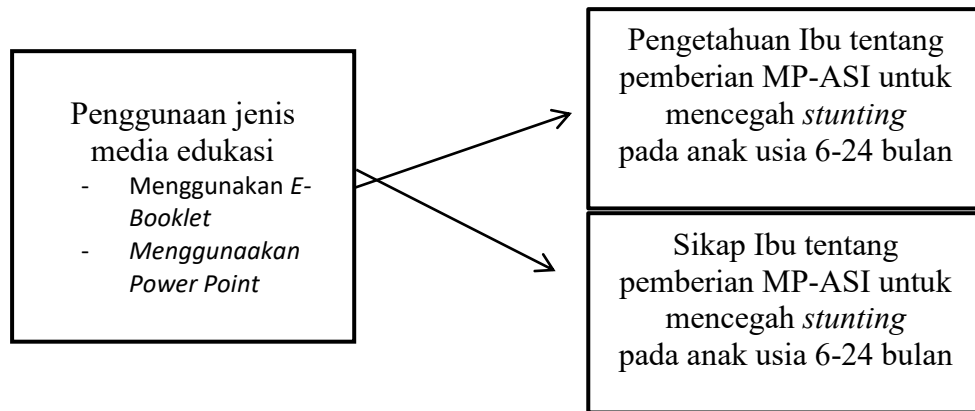 Penggunaan jenis
media edukasi
- Menggunakan E-
Booklet
- Menggunaakan
Power Point
Pengetahuan Ibu tentang
pemberian MP-ASI untuk
mencegah stunting
pada anak usia 6-24 bulan
Sikap Ibu tentang
pemberian MP-ASI untuk
mencegah stunting
pada anak usia 6-24 bulan